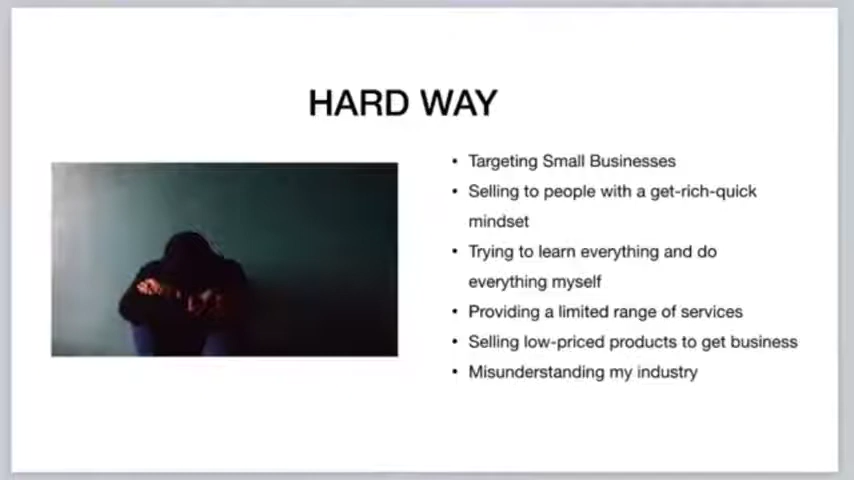 HARD WAY
• Targeting Small Businesses
• Selling to people with a get-rich-quick
mindset
• Trying to learn everything and do
everything myself
• Providing a limited range of services
• Selling low-priced products to get business
• Misunderstanding my industry